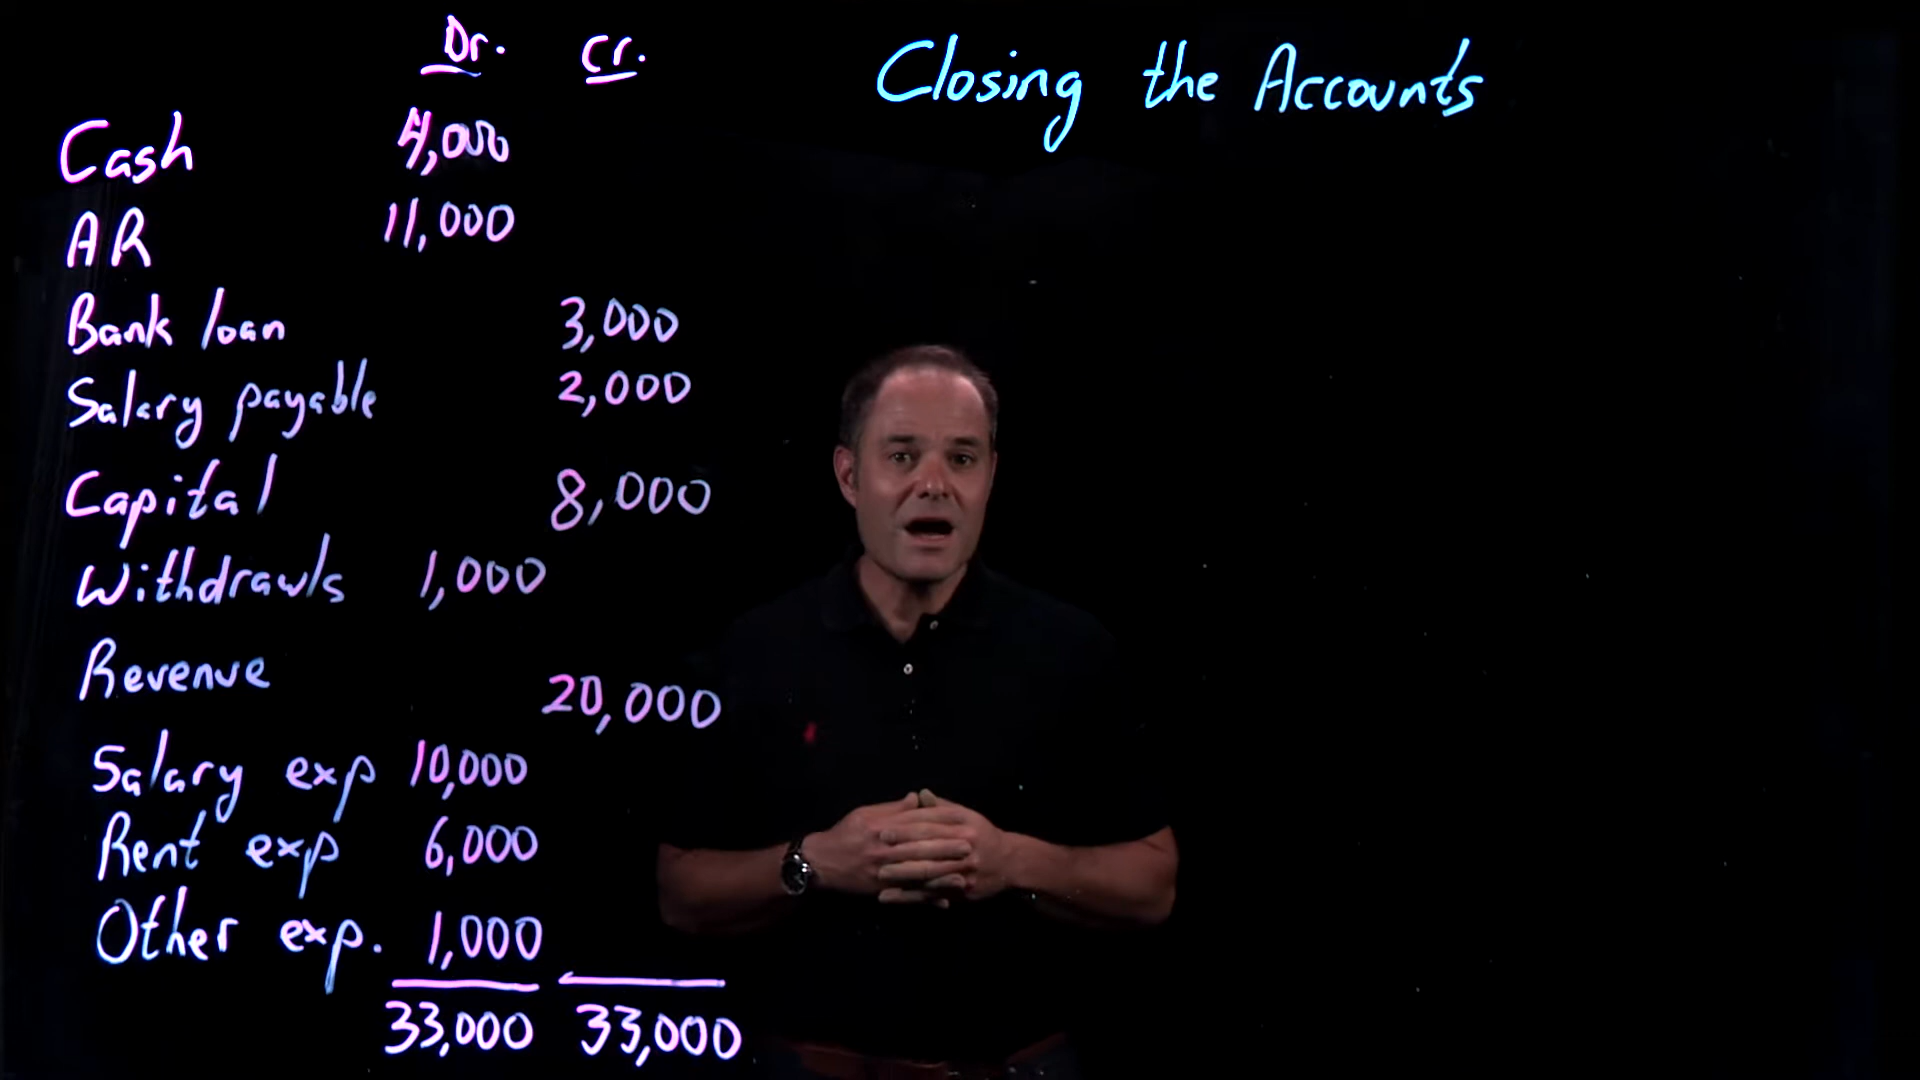 Dr. Cr.
Closing the Accounts
Cash 4,000
AR 11,000
Bank loan 3,000
Salary payable 2,000
Capital 8,000
Withdrawls 1,000
Revenue 20,000
Salary exp 10,000
Rent exp 6,000
Other exp. 1,000
33,000 33,000